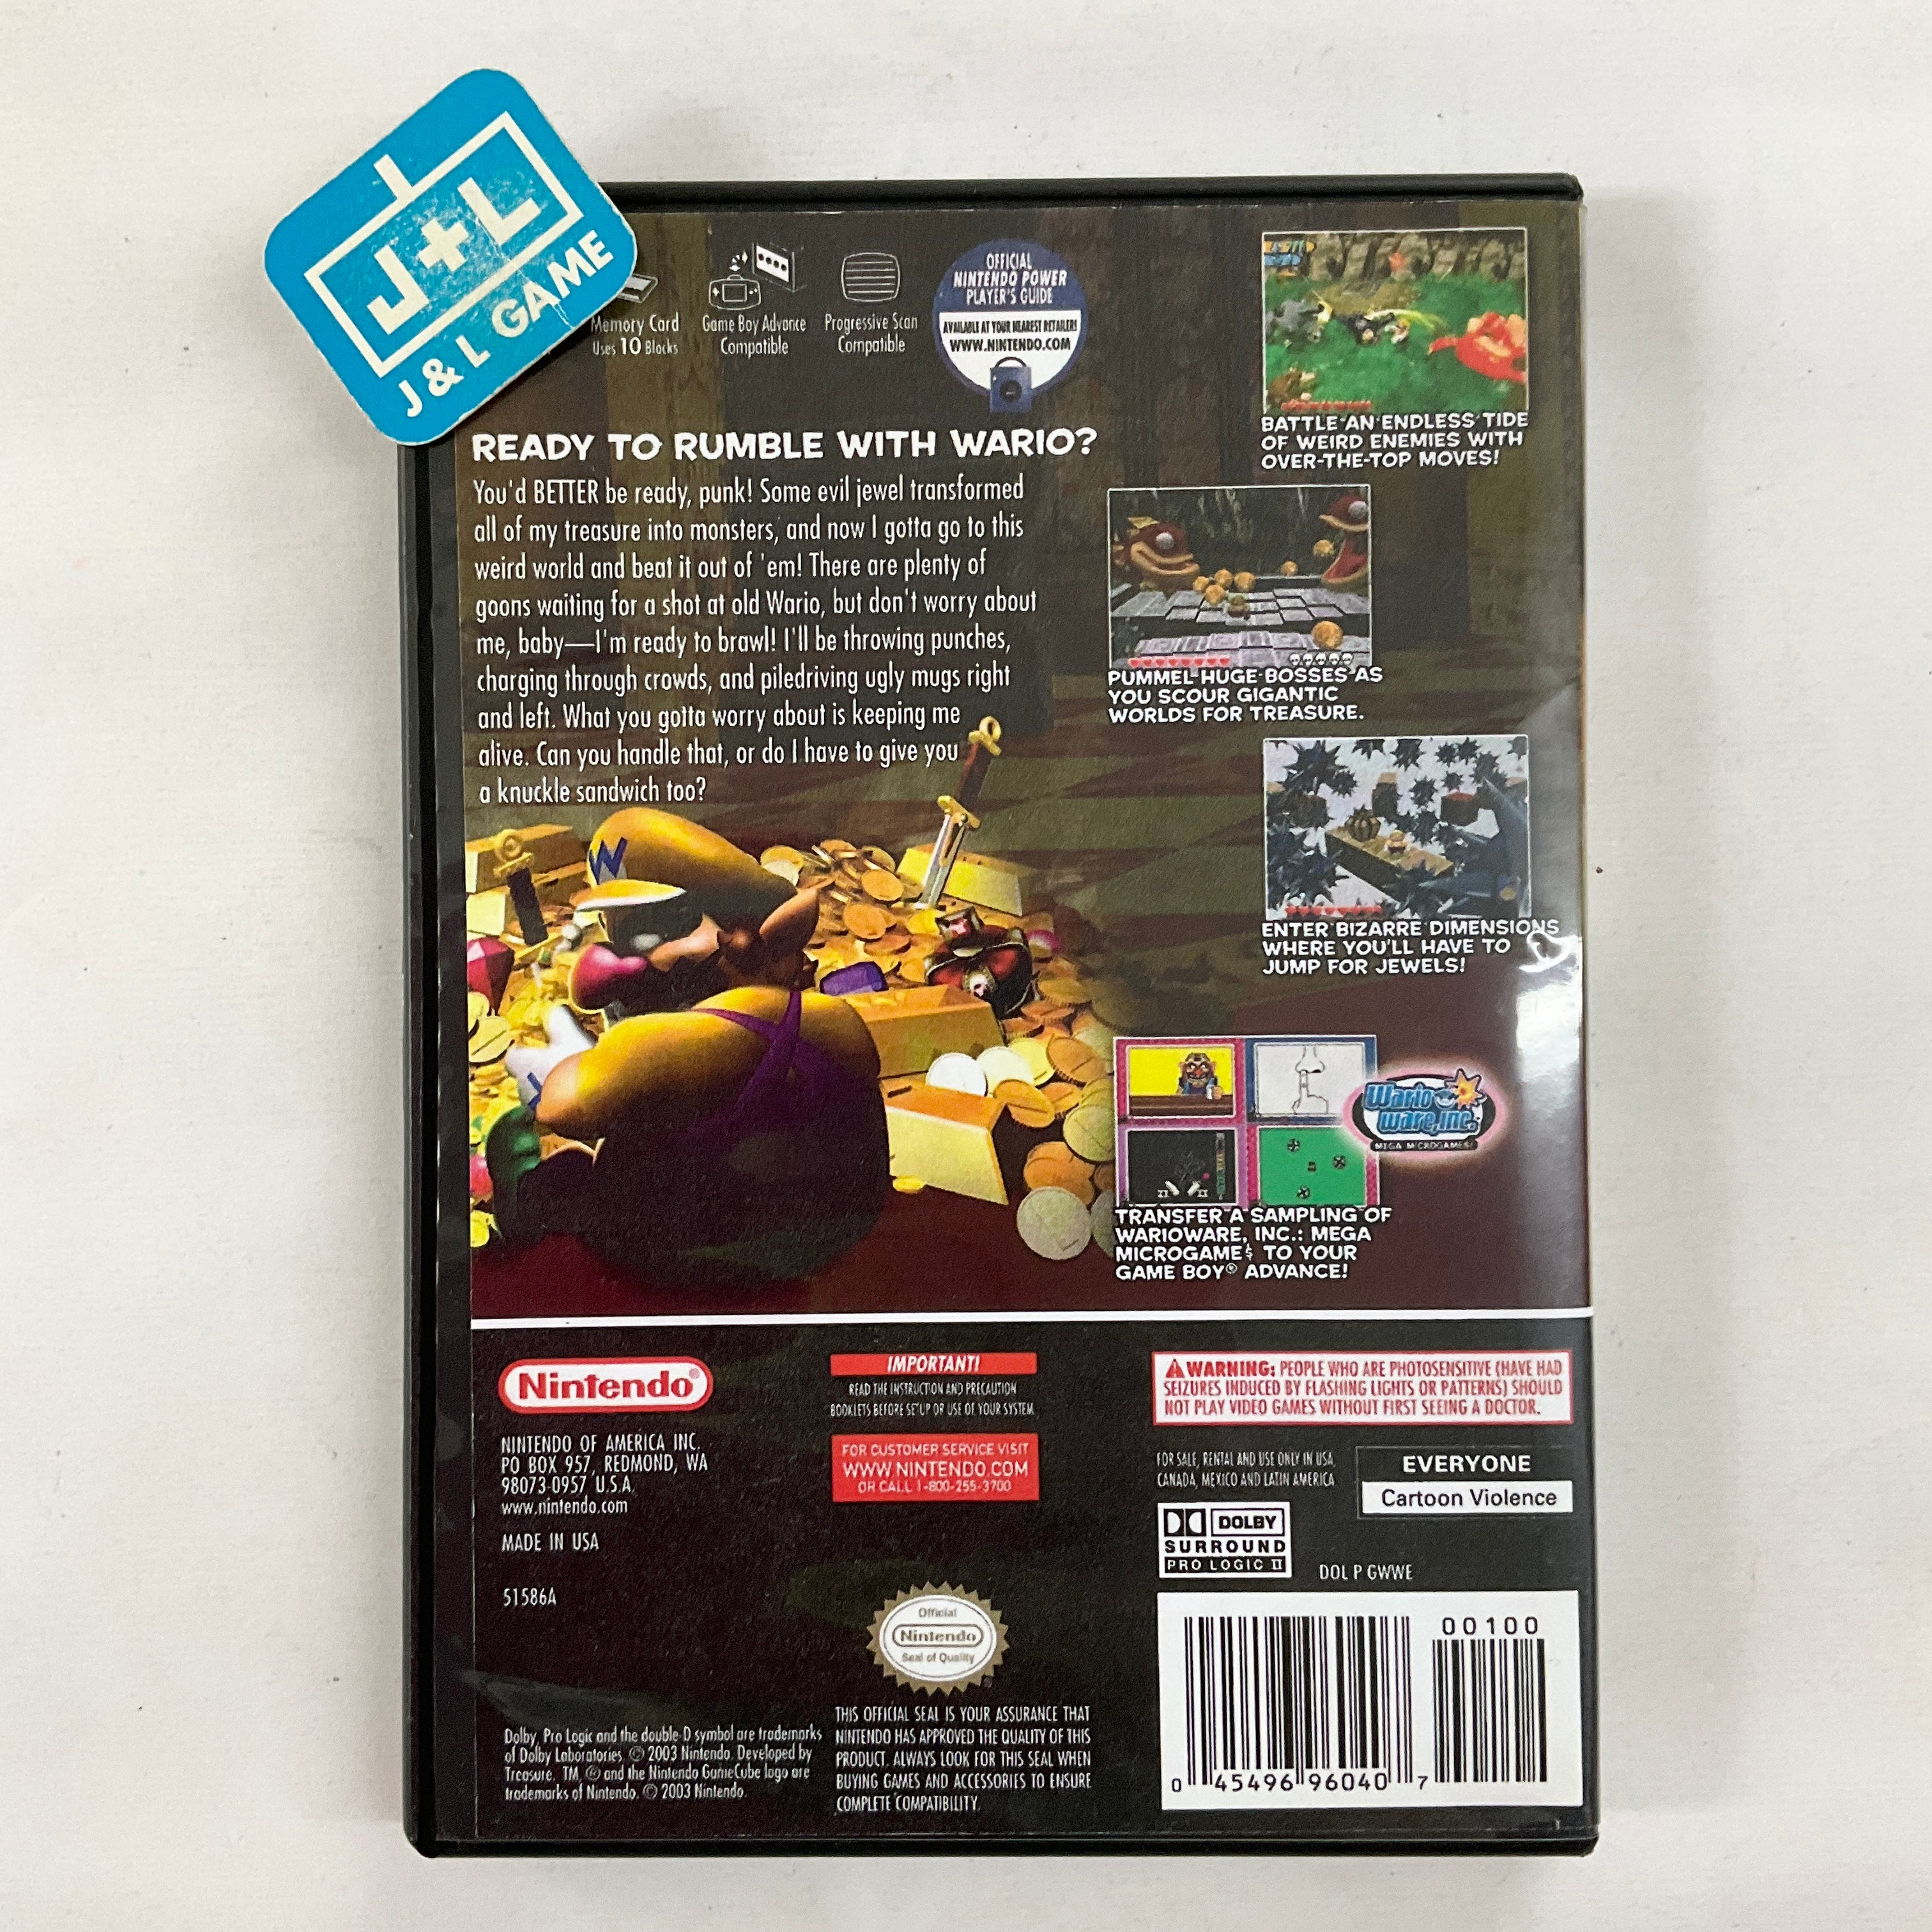 J+L
J & L GAME
Memory Card
Uses 10 Blocks
Game Boy Advance
Compatible
Progressive Scan
Compatible
OFFICIAL
NINTENDO POWER
PLAYER'S GUIDE
AVAILABLE AT YOUR NEAREST RETAILER!
WWW.NINTENDO.COM
READY TO RUMBLE WITH WARIO?
You'd BETTER be ready, punk! Some evil jewel transformed
all of my treasure into monsters, and now I gotta go to this
weird world and beat it out of 'em! There are plenty of
goons waiting for a shot at old Wario, but don't worry about
me, baby—I'm ready to brawl! I'll be throwing punches,
charging through crowds, and piledriving ugly mugs right
and left. What you gotta worry about is keeping me
alive. Can you handle that, or do I have to give you
a knuckle sandwich too?
BATTLE AN ENDLESS TIDE
OF WEIRD ENEMIES WITH
OVER-THE-TOP MOVES!
PUMMEL HUGE BOSSES AS
YOU SCOUR GIGANTIC
WORLDS FOR TREASURE.
ENTER BIZARRE DIMENSIONS
WHERE YOU'LL HAVE TO
JUMP FOR JEWELS!
W
Wario
Ware, Inc.
MEGA MICROGAMES!
TRANSFER A SAMPLING OF
WARIOWARE, INC.: MEGA
MICROGAME$ TO YOUR
GAME BOY® ADVANCE!
Nintendo®
NINTENDO OF AMERICA INC.
PO BOX 957, REDMOND, WA
98073-0957 U.S.A.
www.nintendo.com
MADE IN USA
51586A
IMPORTANT!
READ THE INSTRUCTION AND PRECAUTION
BOOKLETS BEFORE SETUP OR USE OF YOUR SYSTEM.
FOR CUSTOMER SERVICE VISIT
WWW.NINTENDO.COM
OR CALL 1-800-255-3700
WARNING: PEOPLE WHO ARE PHOTOSENSITIVE (HAVE HAD
SEIZURES INDUCED BY FLASHING LIGHTS OR PATTERNS) SHOULD
NOT PLAY VIDEO GAMES WITHOUT FIRST SEEING A DOCTOR.
FOR SALE, RENTAL AND USE ONLY IN USA,
CANADA, MEXICO AND LATIN AMERICA
EVERYONE
Cartoon Violence
DOLBY
SURROUND
PRO LOGIC II
DOL P GWWE
Official
Nintendo
Seal of Quality
THIS OFFICIAL SEAL IS YOUR ASSURANCE THAT
NINTENDO HAS APPROVED THE QUALITY OF THIS
PRODUCT. ALWAYS LOOK FOR THIS SEAL WHEN
BUYING GAMES AND ACCESSORIES TO ENSURE
COMPLETE COMPATIBILITY.
Dolby, Pro Logic and the double-D symbol are trademarks
of Dolby Laboratories. © 2003 Nintendo. Developed by
Treasure. TM, ® and the Nintendo GameCube logo are
trademarks of Nintendo. © 2003 Nintendo.
00100
0 45496 96040 7